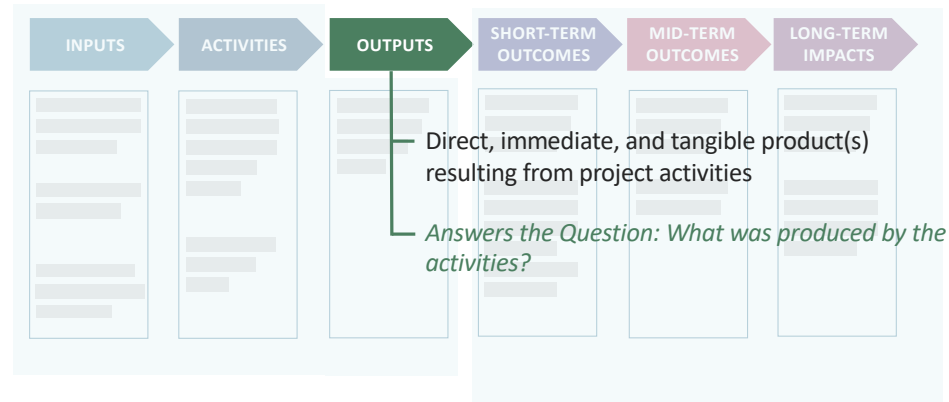 INPUTS
ACTIVITIES
OUTPUTS
SHORT-TERM
OUTCOMES
MID-TERM
OUTCOMES
LONG-TERM
IMPACTS
Direct, immediate, and tangible product(s)
resulting from project activities
Answers the Question: What was produced by the
activities?